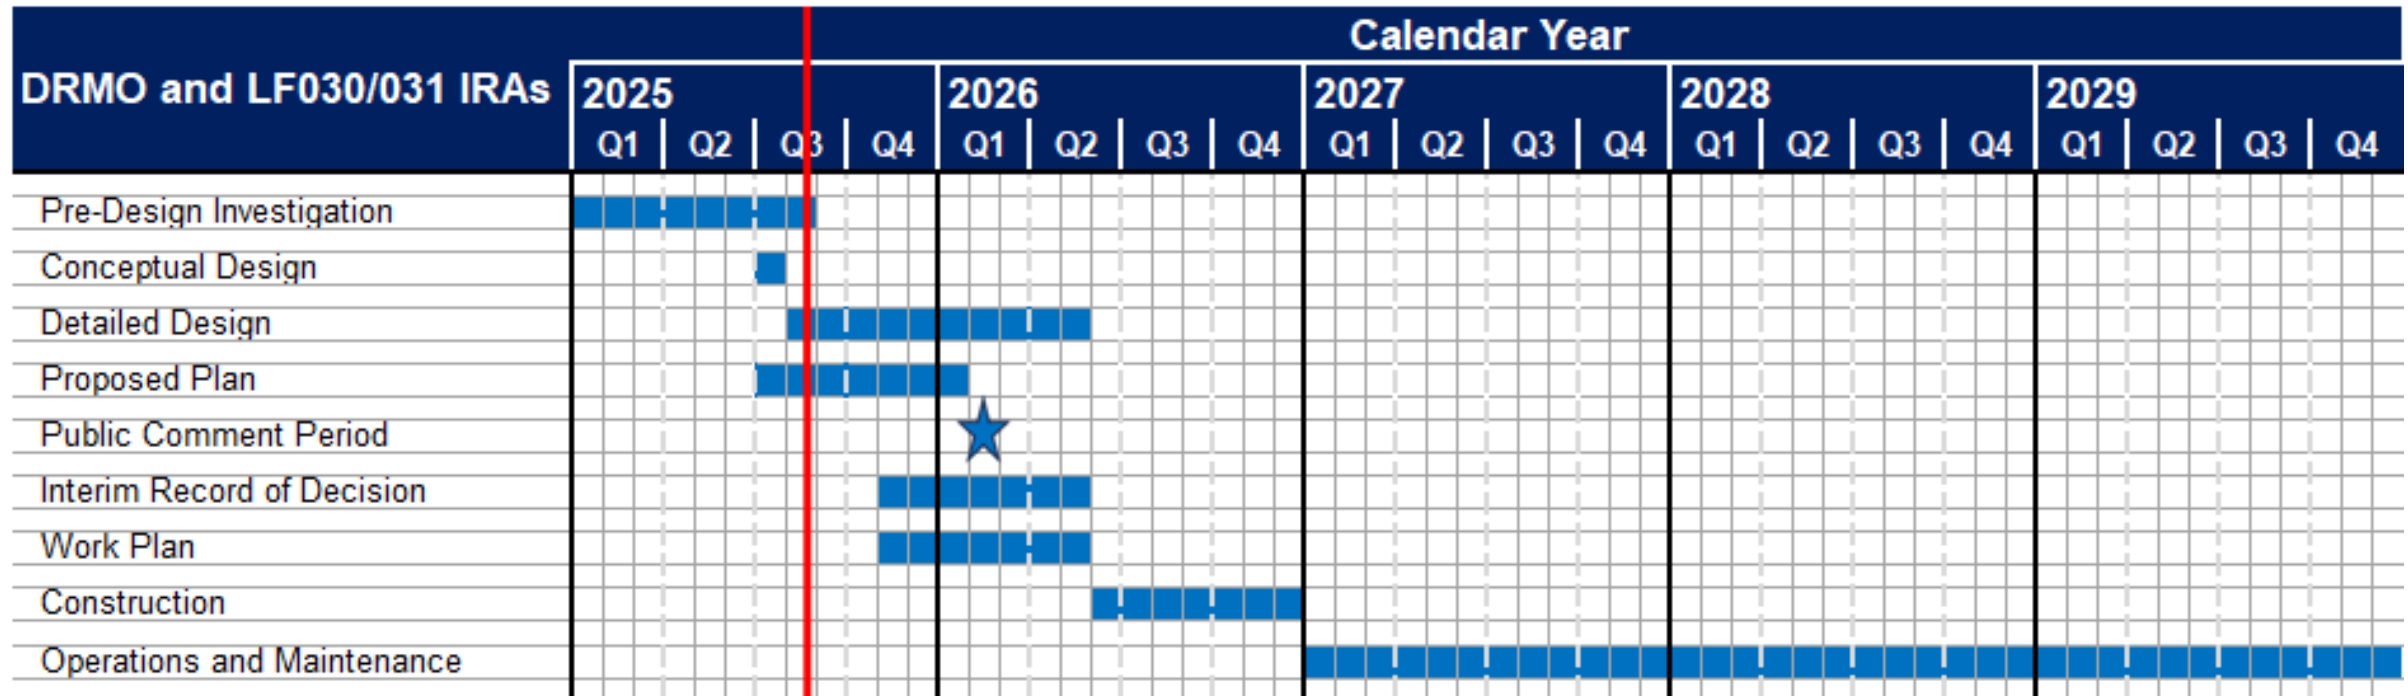 Calendar Year
DRMO and LF030/031 IRAs
2025 2026 2027 2028 2029
Q1 Q2 Q3 Q4 Q1 Q2 Q3 Q4 Q1 Q2 Q3 Q4 Q1 Q2 Q3 Q4 Q1 Q2 Q3 Q4
Pre-Design Investigation
Conceptual Design
Detailed Design
Proposed Plan
Public Comment Period
Interim Record of Decision
Work Plan
Construction
Operations and Maintenance